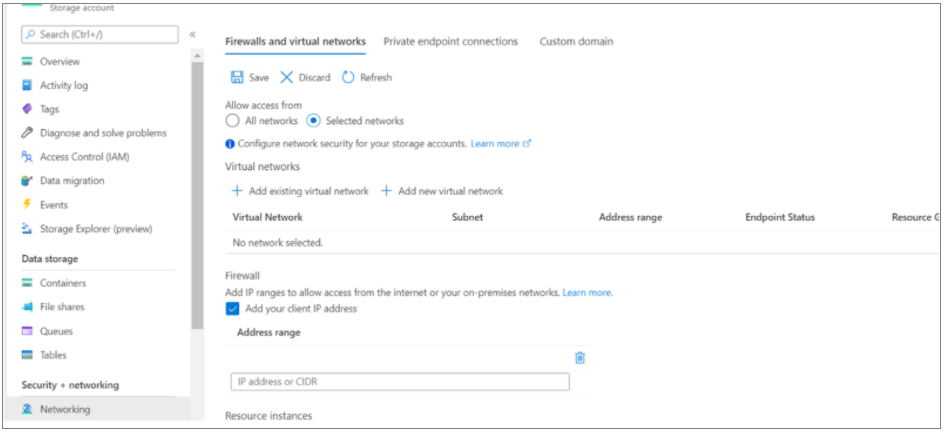 Storage account
Search (Ctrl+/)
«
Overview
Activity log
Tags
Diagnose and solve problems
Access Control (IAM)
Data migration
Events
Storage Explorer (preview)
Data storage
Containers
File shares
Queues
Tables
Security + networking
Networking
Firewalls and virtual networks Private endpoint connections Custom domain
Save Discard Refresh
Allow access from
All networks Selected networks
Configure network security for your storage accounts. Learn more
Virtual networks
+ Add existing virtual network + Add new virtual network
Virtual Network Subnet Address range Endpoint Status Resource G
No network selected.
Firewall
Add IP ranges to allow access from the internet or your on-premises networks. Learn more.
Add your client IP address
Address range
IP address or CIDR
Resource instances